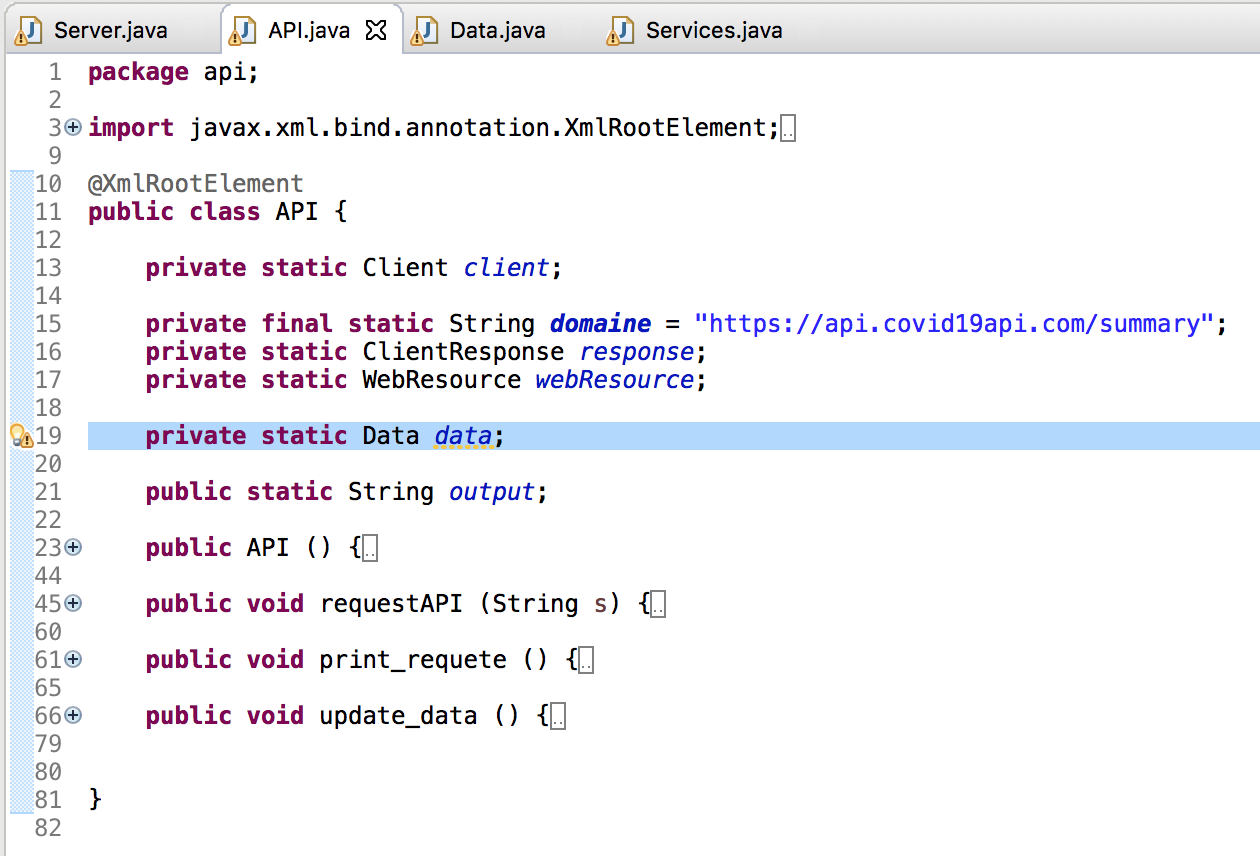 Server.java API.java Data.java Services.java
1 package api;
2
3 import javax.xml.bind.annotation.XmlRootElement;
9
10 @XmlRootElement
11 public class API {
12
13 private static Client client;
14
15 private final static String domaine = "https://api.covid19api.com/summary";
16 private static ClientResponse response;
17 private static WebResource webResource;
18
19 private static Data data;
20
21 public static String output;
22
23 public API () {
44
45 public void requestAPI (String s) {
60
61 public void print_requete () {
65
66 public void update_data () {
79
80
81 }
82